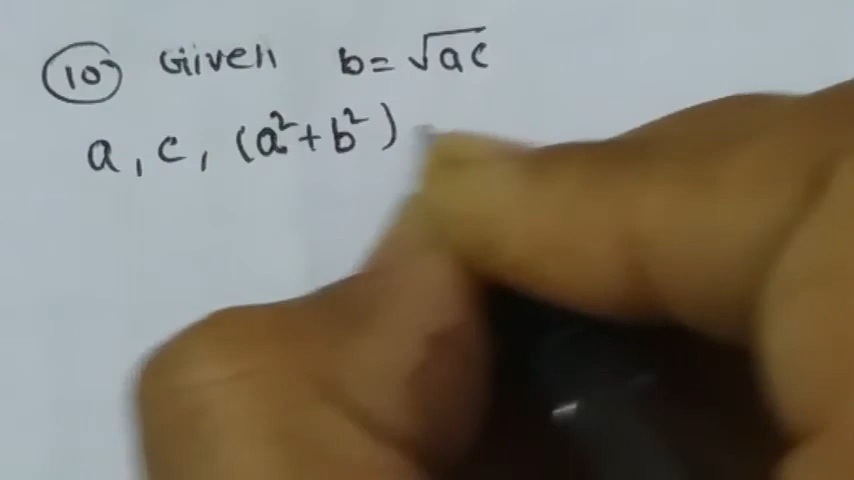 10 Given b = √ac
a, c, (a² + b²)